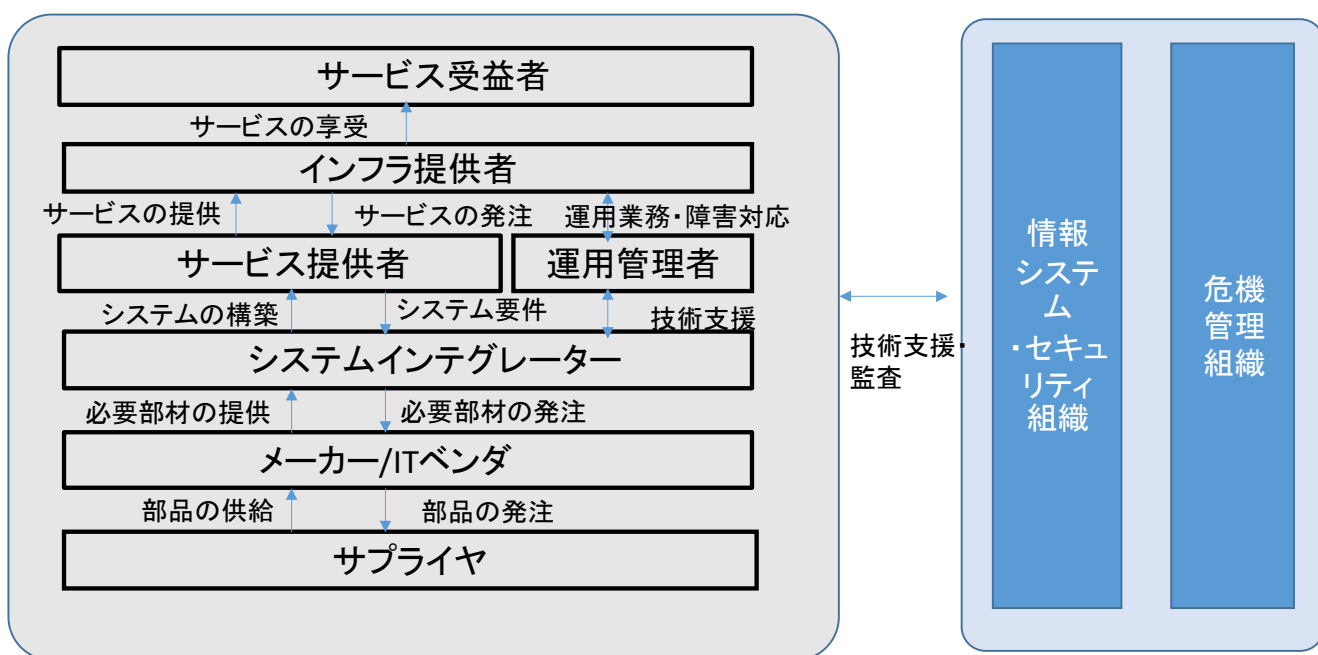 サービス受益者
サービスの享受
インフラ提供者
サービスの提供
サービスの発注
運用業務・障害対応
サービス提供者
運用管理者
システムの構築
システム要件
技術支援
システムインテグレーター
必要部材の提供
必要部材の発注
メーカー/ITベンダ
部品の供給
部品の発注
サプライヤ
技術支援・
監査
情報
システ
ム
・セキュ
リティ
組織
危機
管理
組織